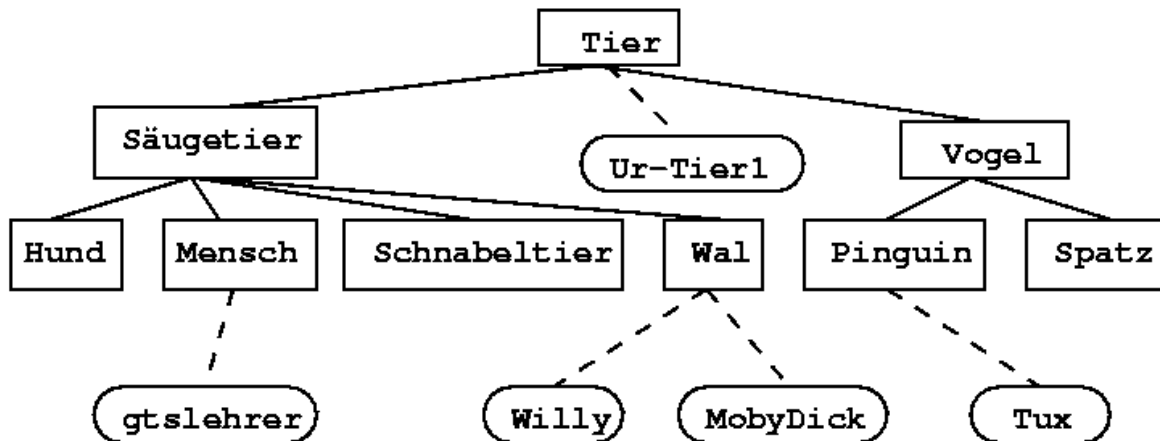 Tier
Säugetier
Ur-Tier1
Vogel
Hund
Mensch
Schnabeltier
Wal
Pinguin
Spatz
gtslehrer
Willy
MobyDick
Tux